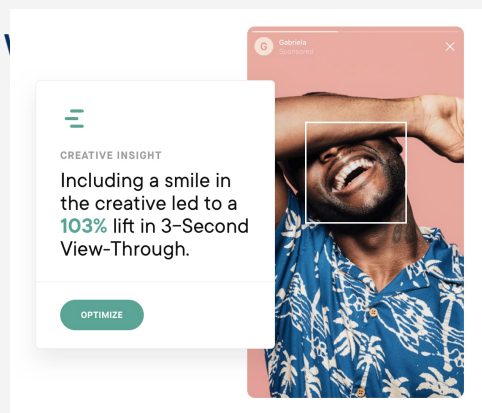 G
Gabriela
Sponsored
CREATIVE INSIGHT
Including a smile in
the creative led to a
103% lift in 3–Second
View–Through.
OPTIMIZE